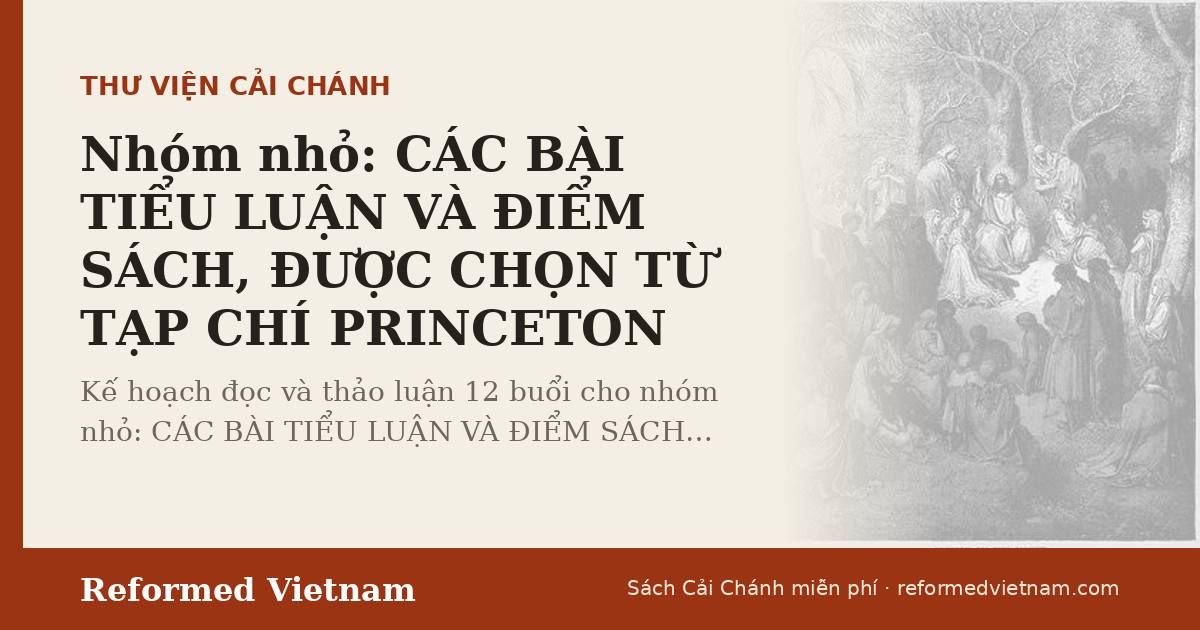 THƯ VIỆN CẢI CHÁNH
Nhóm nhỏ: CÁC BÀI
TIỂU LUẬN VÀ ĐIỂM
SÁCH, ĐƯỢC CHỌN TỪ
TẠP CHÍ PRINCETON
Kế hoạch đọc và thảo luận 12 buổi cho nhóm
nhỏ: CÁC BÀI TIỂU LUẬN VÀ ĐIỂM SÁCH…
Reformed Vietnam
Sách Cải Chánh miễn phí · reformedvietnam.com